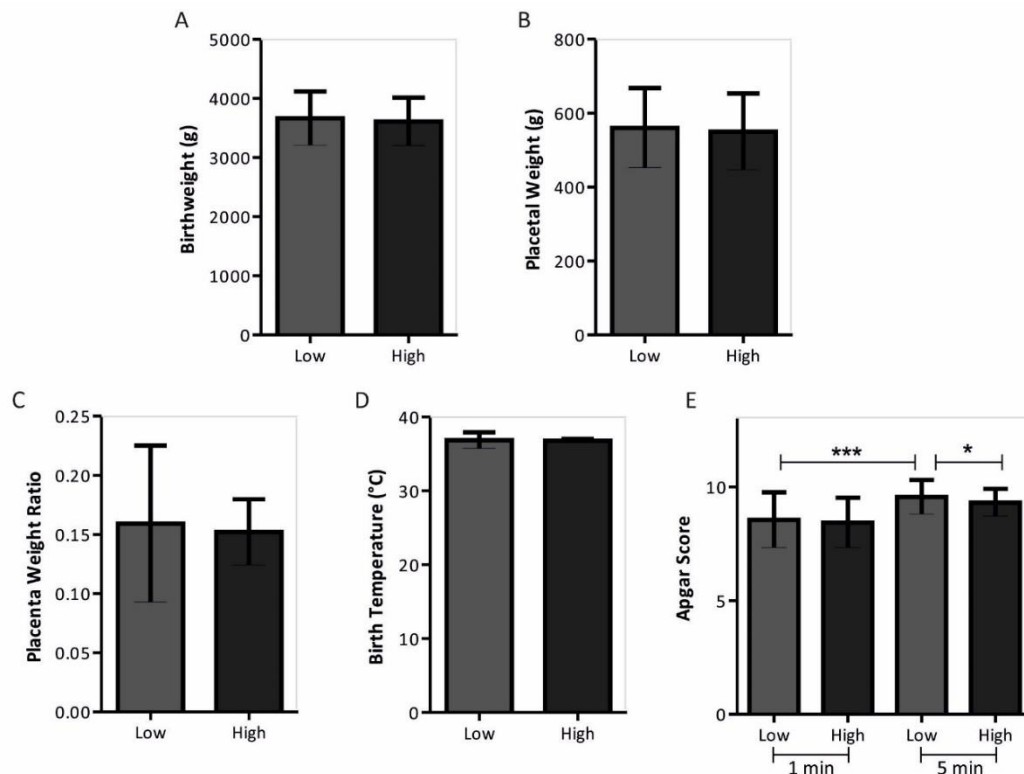 A
Birthweight (g)
5000
4000
3000
2000
1000
0
Low High
B
Placetal Weight (g)
800
600
400
200
0
Low High
C
Placenta Weight Ratio
0.25
0.20
0.15
0.10
0.05
0.00
Low High
D
Birth Temperature (°C)
40
30
20
10
0
Low High
E
Apgar Score
10
5
0
***
*
Low High Low High
1 min 5 min